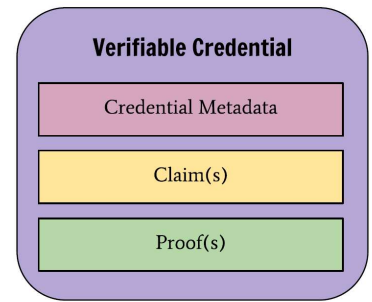 Verifiable Credential
Credential Metadata
Claim(s)
Proof(s)